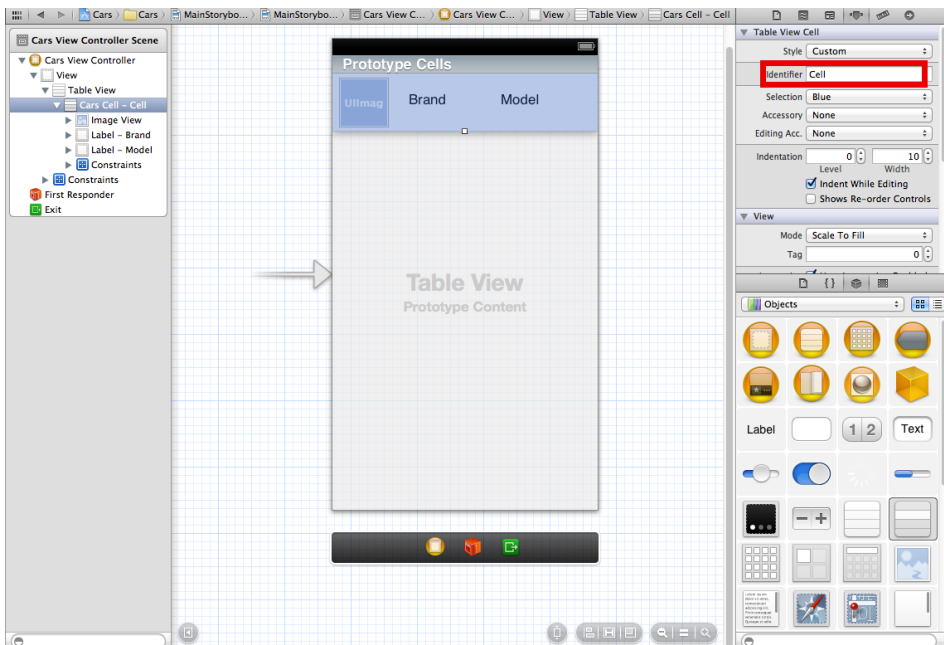 Cars
Cars
MainStorybo...
MainStorybo...
Cars View C...
Cars View C...
View
Table View
Cars Cell – Cell
Cars View Controller Scene
Cars View Controller
View
Table View
Cars Cell – Cell
Image View
Label – Brand
Label – Model
Constraints
Constraints
First Responder
Exit
Prototype Cells
UIImag
Brand
Model
Table View
Prototype Content
Table View Cell
Style Custom
Identifier Cell
Selection Blue
Accessory None
Editing Acc. None
Indentation 0 10
Level Width
Indent While Editing
Shows Re-order Controls
View
Mode Scale To Fill
Tag 0
{}
Objects
Label
1 2
Text